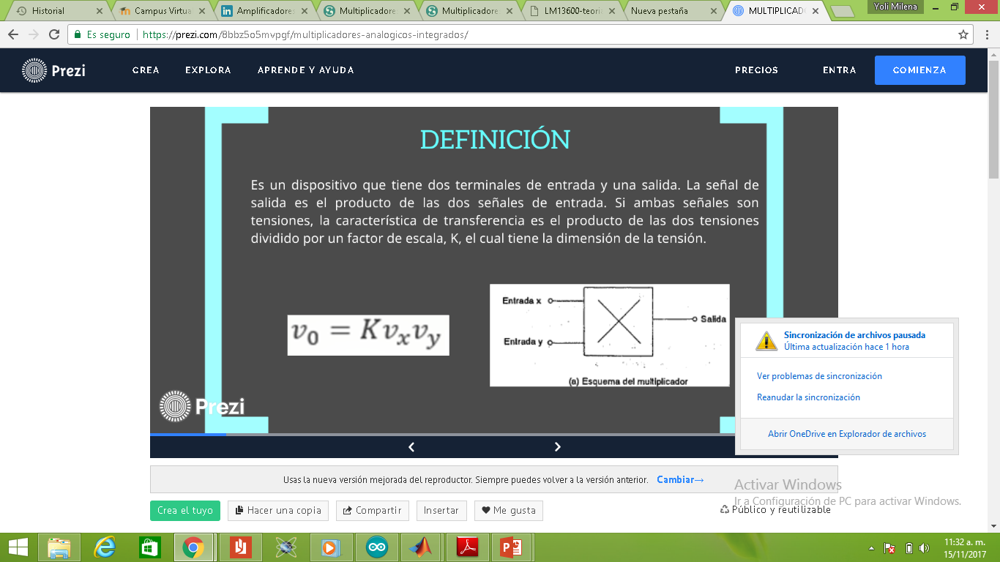 Historial
Campus Virtua
Amplificadores
Multiplicadore
Multiplicadore
LM13600-teori
Nueva pestaña
MULTIPLICAD
Yoli Milena
Es seguro
https://prezi.com/8bbz5o5mvpgf/multiplicadores-analogicos-integrados/
Prezi
CREA
EXPLORA
APRENDE Y AYUDA
PRECIOS
ENTRA
COMIENZA
DEFINICIÓN
Es un dispositivo que tiene dos terminales de entrada y una salida. La señal de
salida es el producto de las dos señales de entrada. Si ambas señales son
tensiones, la característica de transferencia es el producto de las dos tensiones
dividido por un factor de escala, K, el cual tiene la dimensión de la tensión.
v₀ = Kvₓvᵧ
Entrada x
Entrada y
Salida
(a) Esquema del multiplicador
Prezi
Sincronización de archivos pausada
Última actualización hace 1 hora
Ver problemas de sincronización
Reanudar la sincronización
Abrir OneDrive en Explorador de archivos
Usas la nueva versión mejorada del reproductor. Siempre puedes volver a la versión anterior. Cambiar→
Activar Windows
Ir a Configuración de PC para activar Windows.
Crea el tuyo
Hacer una copia
Compartir
Insertar
Me gusta
Público y reutilizable
11:32 a. m.
15/11/2017